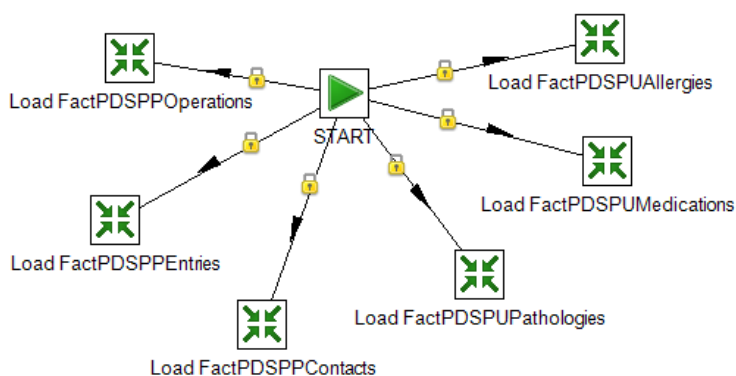 Load FactPDSPPOperations
START
Load FactPDSPUAllergies
Load FactPDSPUMedications
Load FactPDSPPEntries
Load FactPDSPUPathologies
Load FactPDSPPContacts